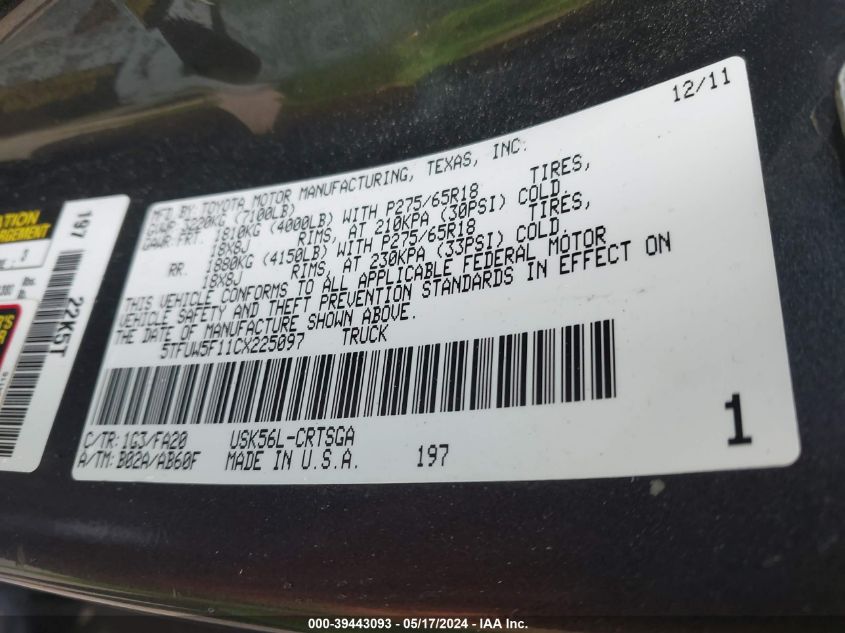 12/11
MFD BY: TOYOTA MOTOR MANUFACTURING, TEXAS, INC.
GVWR 3220KG (7100LB)
GAWR: FRT. 1810KG (4000LB) WITH P275/65R18 TIRES,
18X8J RIMS, AT 210KPA (30PSI) COLD.
RR. 1880KG (4150LB) WITH P275/65R18 TIRES,
18X8J RIMS, AT 230KPA (33PSI) COLD.
THIS VEHICLE CONFORMS TO ALL APPLICABLE FEDERAL MOTOR
VEHICLE SAFETY AND THEFT PREVENTION STANDARDS IN EFFECT ON
THE DATE OF MANUFACTURE SHOWN ABOVE.
5TFUW5F11CX225097 TRUCK
C/TR: 1G3/FA20 USK56L-CRTSGA
A/TM: B02A/AB60F MADE IN U.S.A. 197
1
197
22K5T
000-39443093 - 05/17/2024 - IAA Inc.